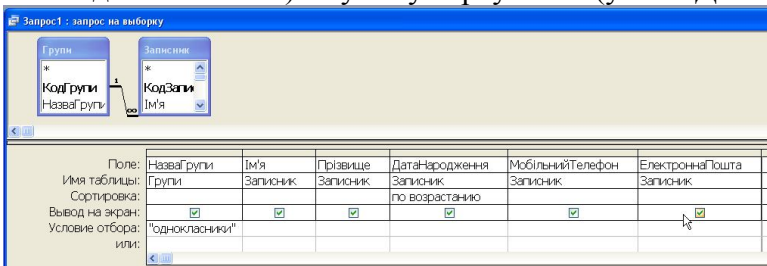 Запрос1 : запрос на выборку
Групи
*
КодГрупи
НазваГрупи
1
∞
Записник
*
КодЗапи
Ім'я
Поле: НазваГрупи Ім'я Прізвище ДатаНародження МобільнийТелефон ЕлектроннаПошта
Имя таблицы: Групи Записник Записник Записник Записник Записник
Сортировка: по возрастанию
Вывод на экран:
Условие отбора: "однокласники"
или: